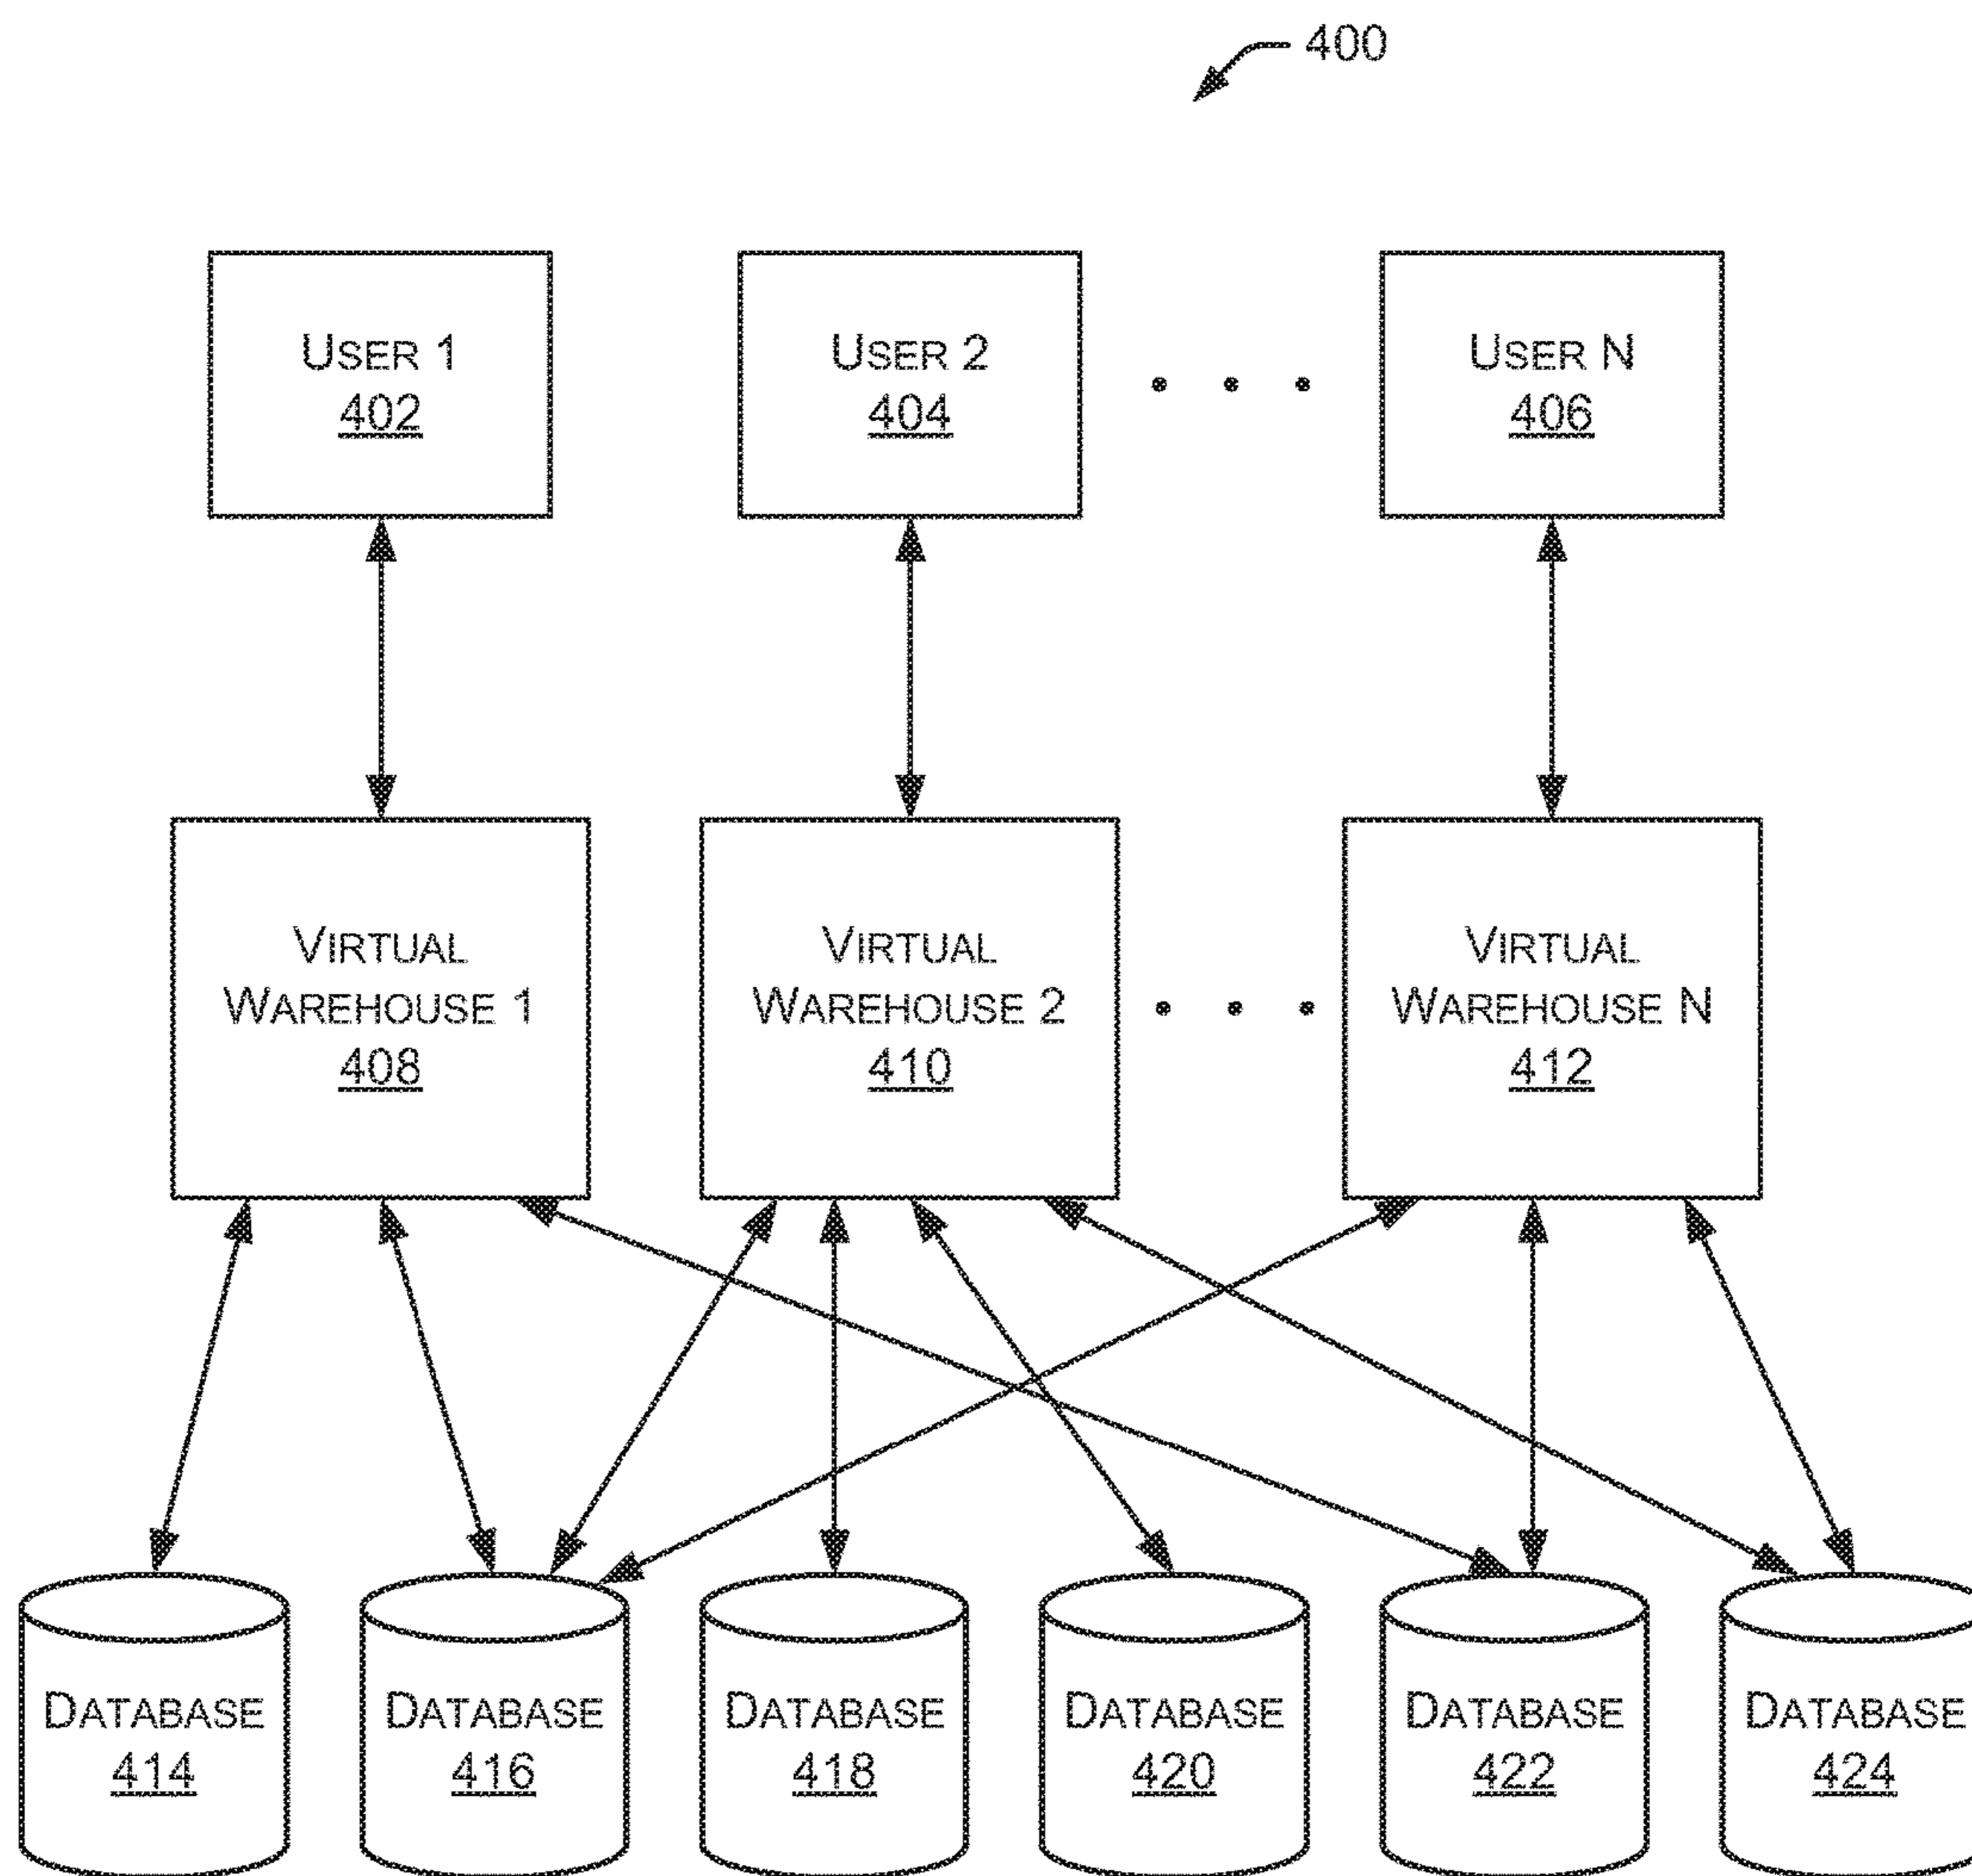 400
USER 1
402
USER 2
404
USER N
406
VIRTUAL
WAREHOUSE 1
408
VIRTUAL
WAREHOUSE 2
410
VIRTUAL
WAREHOUSE N
412
DATABASE
414
DATABASE
416
DATABASE
418
DATABASE
420
DATABASE
422
DATABASE
424